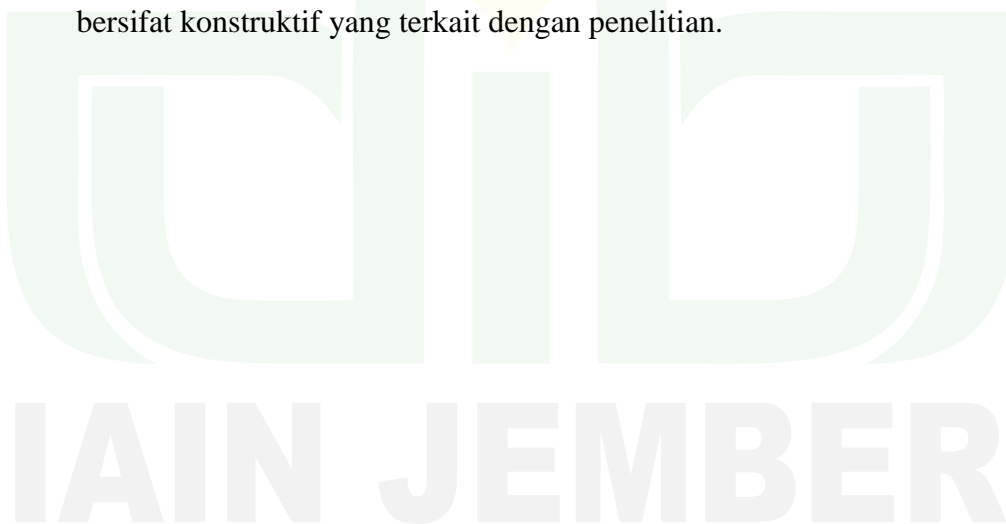 bersifat konstruktif yang terkait dengan penelitian.
IAIN JEMBER